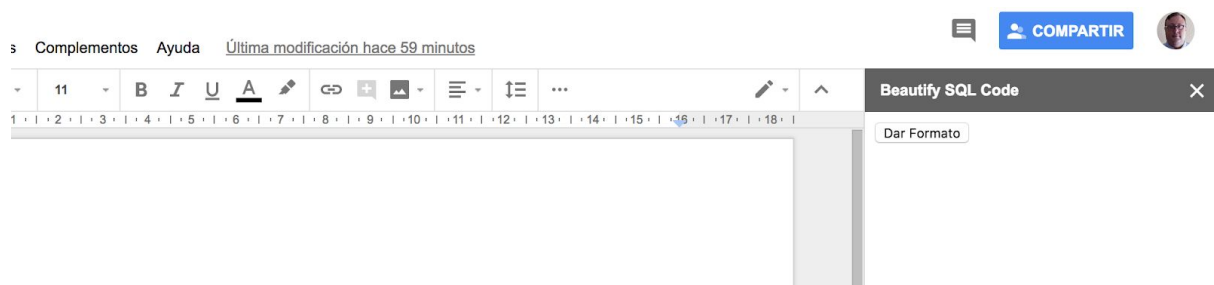 s Complementos Ayuda Última modificación hace 59 minutos
COMPARTIR
11 B I U A
Beautify SQL Code
1 2 3 4 5 6 7 8 9 10 11 12 13 14 15 16 17 18
Dar Formato